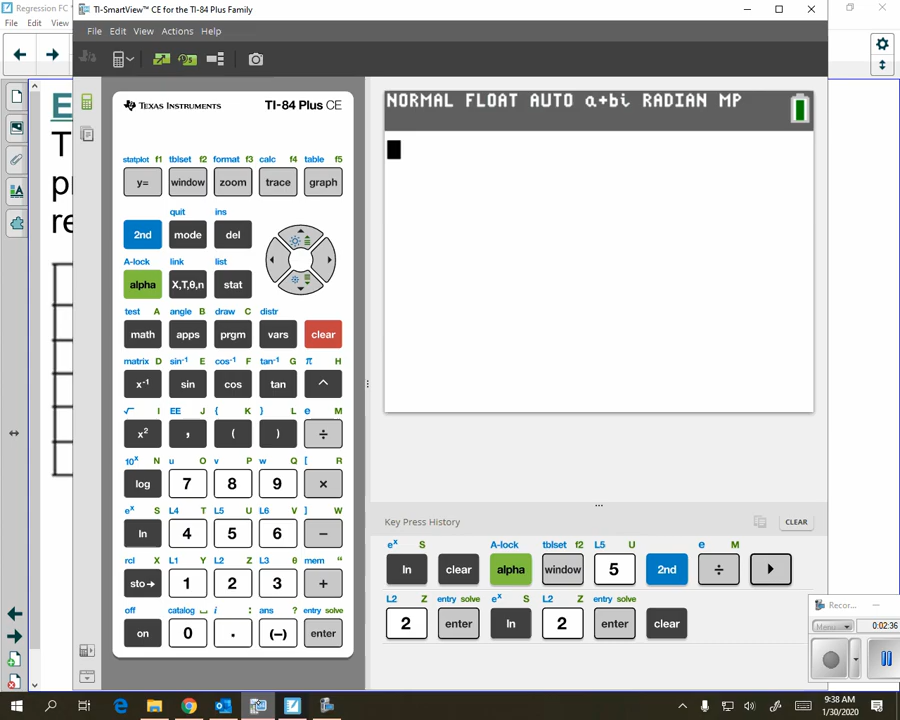 Regression FC
TI-SmartView™ CE for the TI-84 Plus Family
File Edit View
File Edit View Actions Help
TEXAS INSTRUMENTS TI-84 Plus CE
NORMAL FLOAT AUTO a+bi RADIAN MP
E
T
p
re
statplot f1 tblset f2 format f3 calc f4 table f5
y= window zoom trace graph
quit ins
2nd mode del
A-lock link list
alpha X,T,θ,n stat
test A angle B draw C distr
math apps prgm vars clear
matrix D sin⁻¹ E cos⁻¹ F tan⁻¹ G π H
x⁻¹ sin cos tan ^
√ I EE J { K } L e M
x² , ( ) ÷
10ˣ N u O v P w Q [ R
log 7 8 9 ×
eˣ S L4 T L5 U L6 V ] W
ln 4 5 6 −
rcl X L1 Y L2 Z L3 θ mem "
sto→ 1 2 3 +
off catalog ⎵ i : ans ? entry solve
on 0 . (−) enter
Key Press History CLEAR
eˣ S A-lock tblset f2 L5 U e M
ln clear alpha window 5 2nd ÷
L2 Z entry solve eˣ S L2 Z entry solve
2 enter ln 2 enter clear
Recor...
Menu... 0:02:36
9:38 AM
1/30/2020